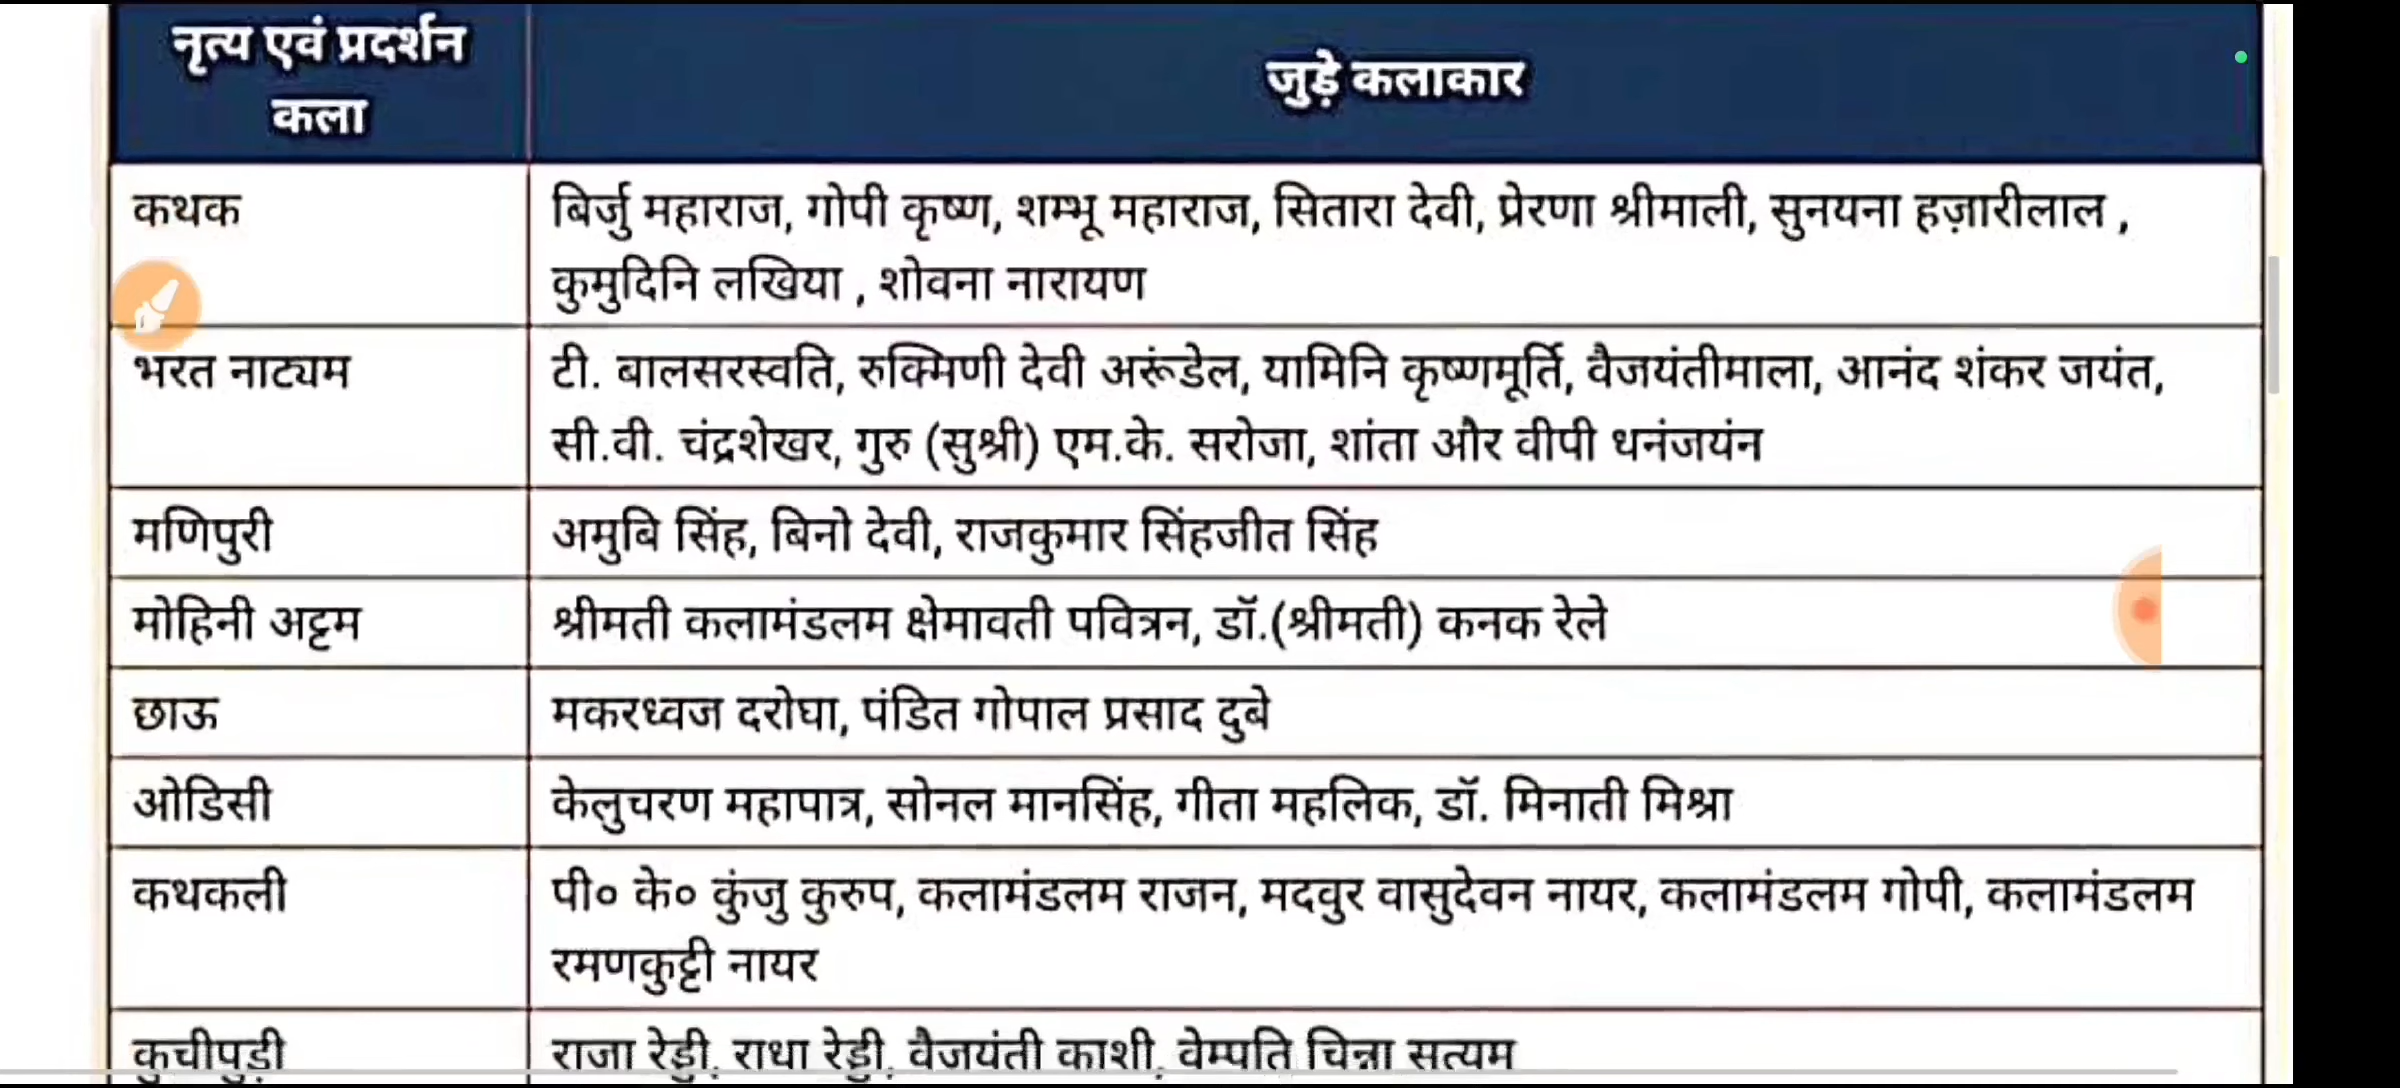 नृत्य एवं प्रदर्शन
कला
जुड़े कलाकार
कथक
बिर्जु महाराज, गोपी कृष्ण, शम्भू महाराज, सितारा देवी, प्रेरणा श्रीमाली, सुनयना हज़ारीलाल ,
कुमुदिनि लखिया , शोवना नारायण
भरत नाट्यम
टी. बालसरस्वति, रुक्मिणी देवी अरूंडेल, यामिनि कृष्णमूर्ति, वैजयंतीमाला, आनंद शंकर जयंत,
सी.वी. चंद्रशेखर, गुरु (सुश्री) एम.के. सरोजा, शांता और वीपी धनंजयंन
मणिपुरी
अमुबि सिंह, बिनो देवी, राजकुमार सिंहजीत सिंह
मोहिनी अट्टम
श्रीमती कलामंडलम क्षेमावती पवित्रन, डॉ.(श्रीमती) कनक रेले
छाऊ
मकरध्वज दरोघा, पंडित गोपाल प्रसाद दुबे
ओडिसी
केलुचरण महापात्र, सोनल मानसिंह, गीता महलिक, डॉ. मिनाती मिश्रा
कथकली
पी० के० कुंजु कुरुप, कलामंडलम राजन, मदवुर वासुदेवन नायर, कलामंडलम गोपी, कलामंडलम
रमणकुट्टी नायर
कुचीपुड़ी
राजा रेड्डी, राधा रेड्डी, वैजयंती काशी, वेम्पति चिन्ना सत्यम